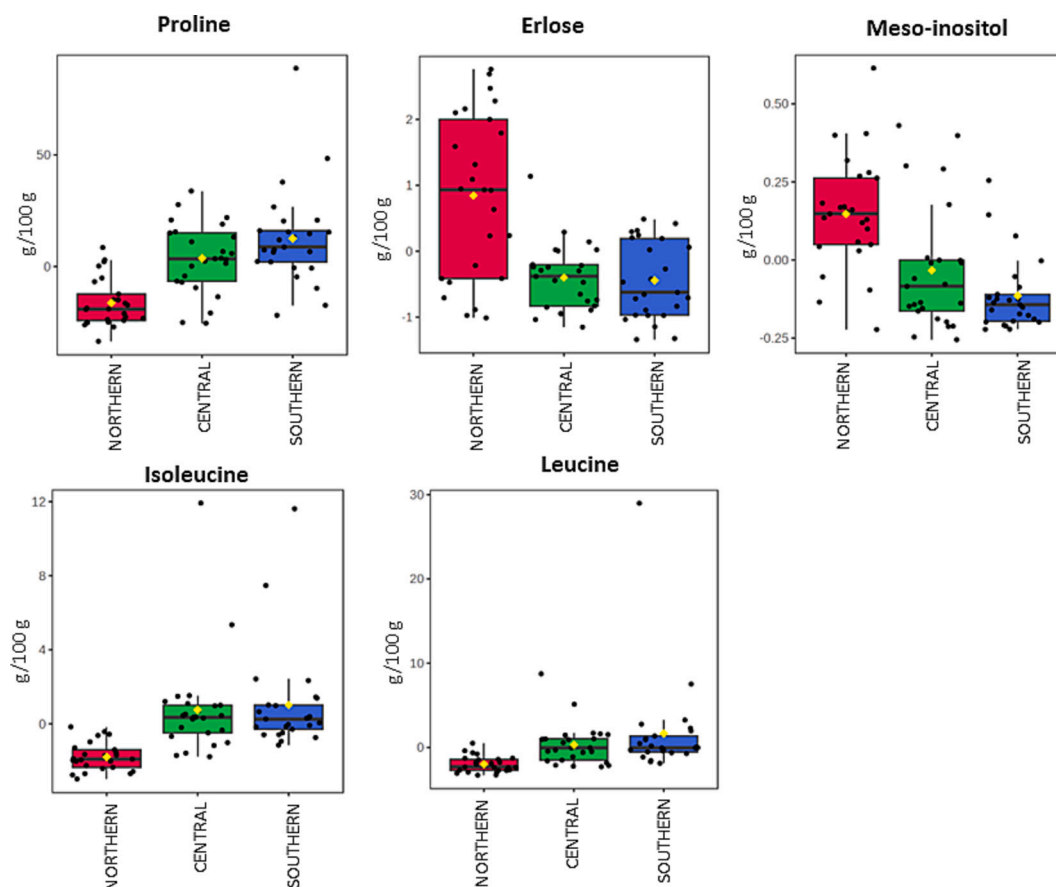 Proline
Erlose
Meso-inositol
50
0
g/100 g
NORTHERN
CENTRAL
SOUTHERN
2
1
0
-1
g/100 g
NORTHERN
CENTRAL
SOUTHERN
0.50
0.25
0.00
-0.25
g/100 g
NORTHERN
CENTRAL
SOUTHERN
Isoleucine
Leucine
12
8
4
0
g/100 g
NORTHERN
CENTRAL
SOUTHERN
30
20
10
0
g/100 g
NORTHERN
CENTRAL
SOUTHERN